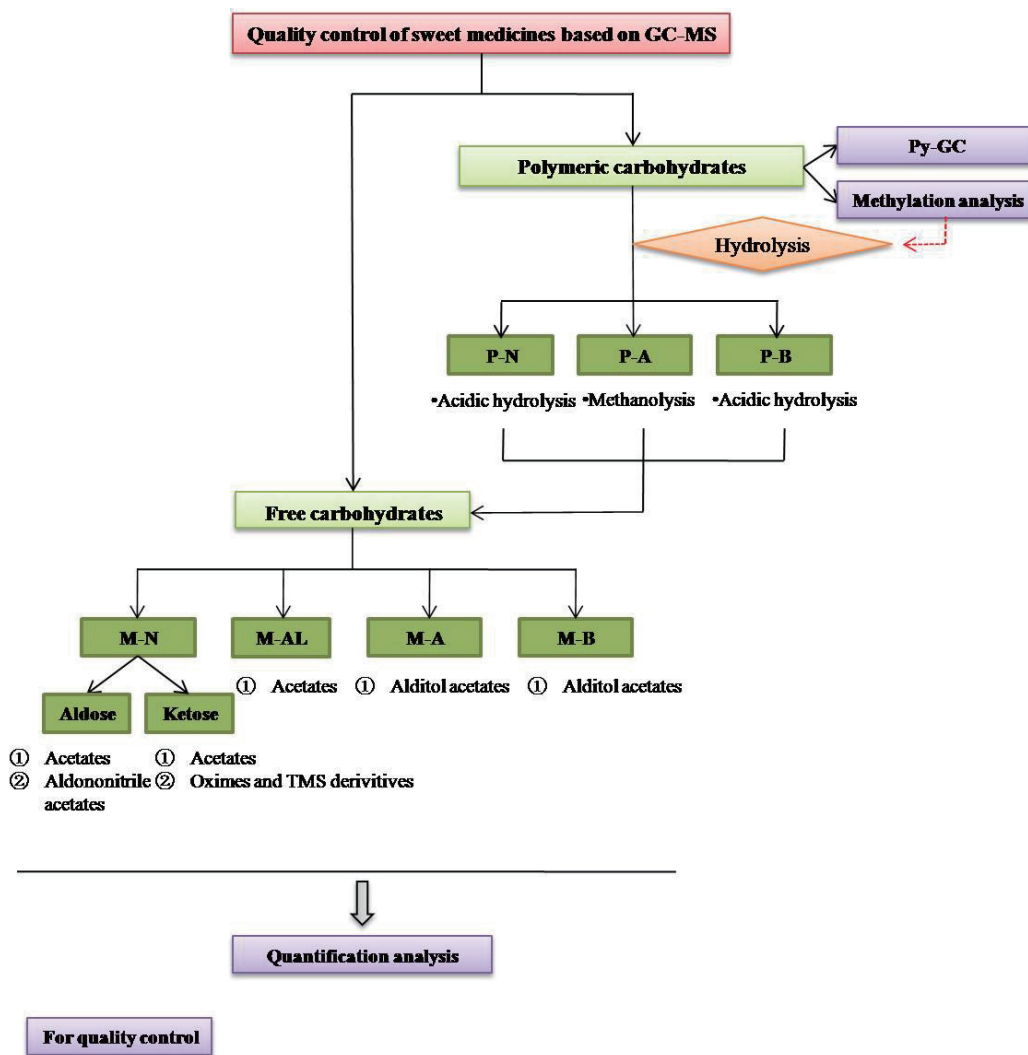 Quality control of sweet medicines based on GC-MS
Polymeric carbohydrates
Py-GC
Methylation analysis
Hydrolysis
P-N
P-A
P-B
•Acidic hydrolysis
•Methanolysis
•Acidic hydrolysis
Free carbohydrates
M-N
M-AL
M-A
M-B
① Acetates
① Alditol acetates
① Alditol acetates
Aldose
Ketose
① Acetates
② Aldononitrile
acetates
① Acetates
② Oximes and TMS derivitives
Quantification analysis
For quality control